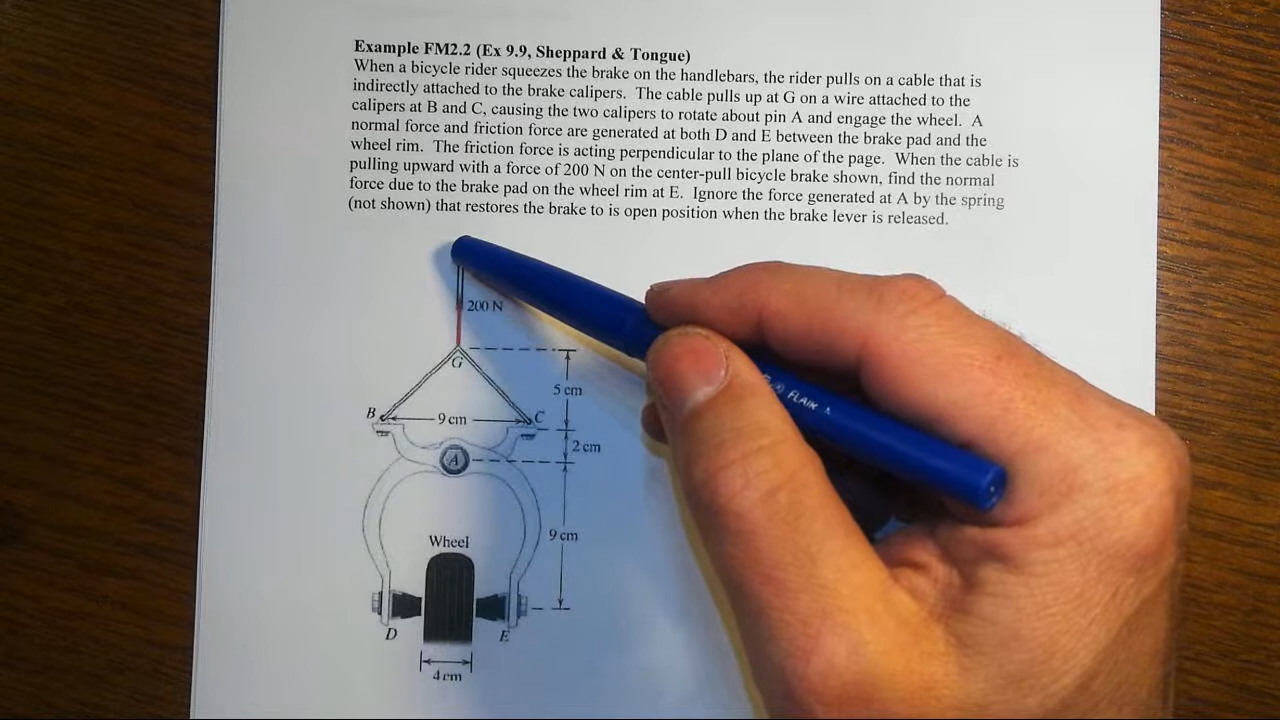 Example FM2.2 (Ex 9.9, Sheppard & Tongue)
When a bicycle rider squeezes the brake on the handlebars, the rider pulls on a cable that is
indirectly attached to the brake calipers. The cable pulls up at G on a wire attached to the
calipers at B and C, causing the two calipers to rotate about pin A and engage the wheel. A
normal force and friction force are generated at both D and E between the brake pad and the
wheel rim. The friction force is acting perpendicular to the plane of the page. When the cable is
pulling upward with a force of 200 N on the center-pull bicycle brake shown, find the normal
force due to the brake pad on the wheel rim at E. Ignore the force generated at A by the spring
(not shown) that restores the brake to is open position when the brake lever is released.
200 N
G
5 cm
B
9 cm
C
2 cm
A
9 cm
Wheel
D
E
4 cm
FLAIR